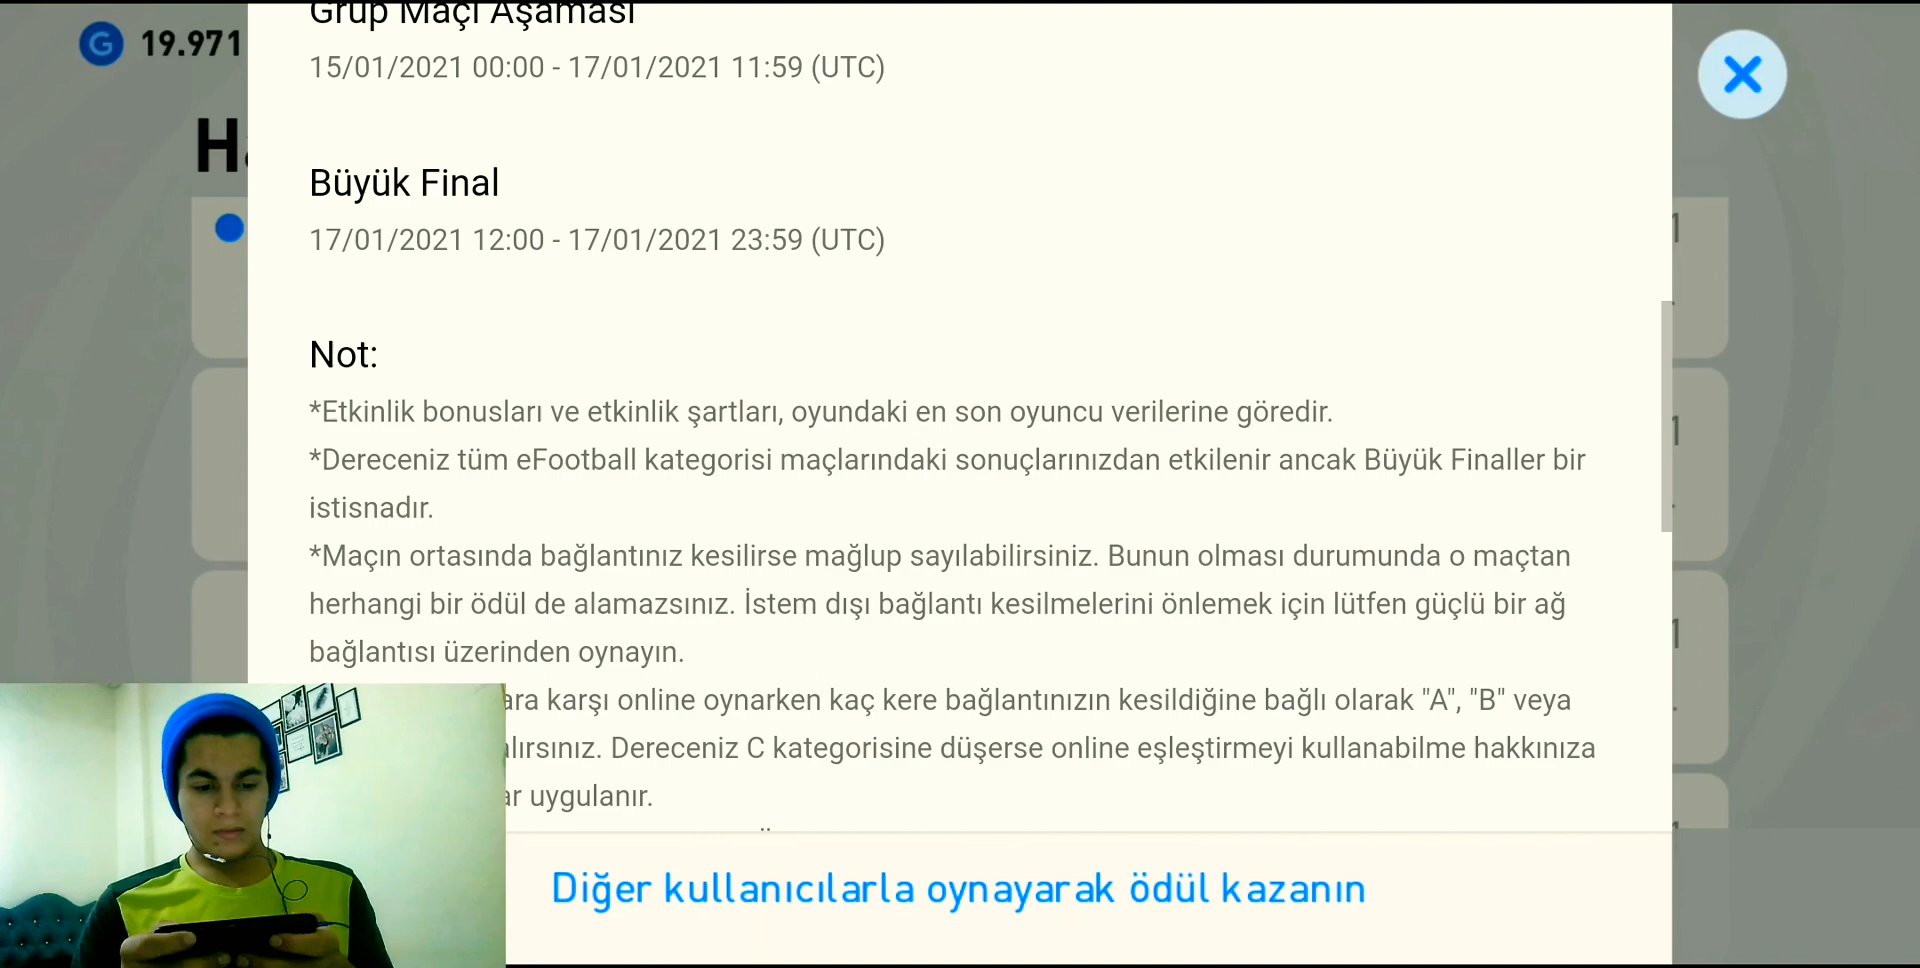 Grup Maçı Aşaması
G 19.971
15/01/2021 00:00 - 17/01/2021 11:59 (UTC)
Büyük Final
17/01/2021 12:00 - 17/01/2021 23:59 (UTC)
Not:
*Etkinlik bonusları ve etkinlik şartları, oyundaki en son oyuncu verilerine göredir.
*Dereceniz tüm eFootball kategorisi maçlarındaki sonuçlarınızdan etkilenir ancak Büyük Finaller bir
istisnadır.
*Maçın ortasında bağlantınız kesilirse mağlup sayılabilirsiniz. Bunun olması durumunda o maçtan
herhangi bir ödül de alamazsınız. İstem dışı bağlantı kesilmelerini önlemek için lütfen güçlü bir ağ
bağlantısı üzerinden oynayın.
karşı online oynarken kaç kere bağlantınızın kesildiğine bağlı olarak "A", "B" veya
Dereceniz C kategorisine düşerse online eşleştirmeyi kullanabilme hakkınıza
uygulanır.
Diğer kullanıcılarla oynayarak ödül kazanın